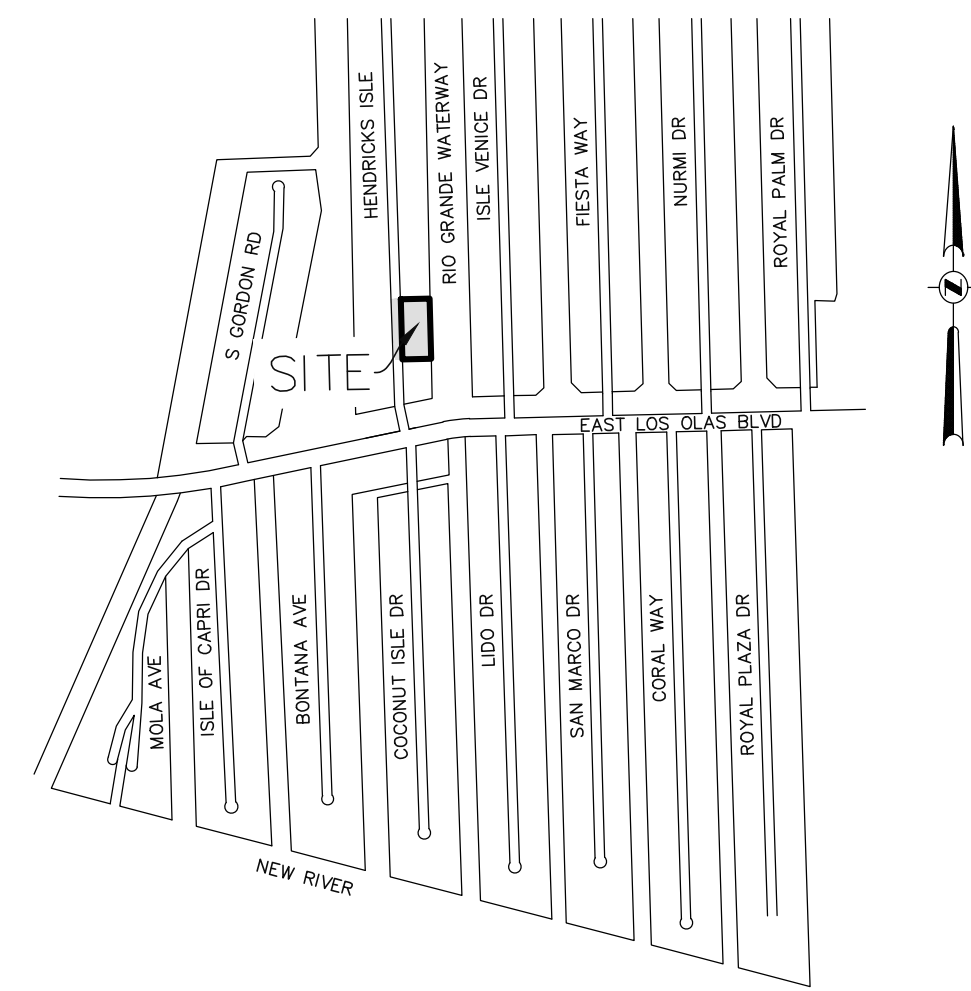 HENDRICKS ISLE
RIO GRANDE WATERWAY
ISLE VENICE DR
FIESTA WAY
NURMI DR
ROYAL PALM DR
S GORDON RD
N
SITE
EAST LOS OLAS BLVD
MOLA AVE
ISLE OF CAPRI DR
BONTANA AVE
COCONUT ISLE DR
LIDO DR
SAN MARCO DR
CORAL WAY
ROYAL PLAZA DR
NEW RIVER